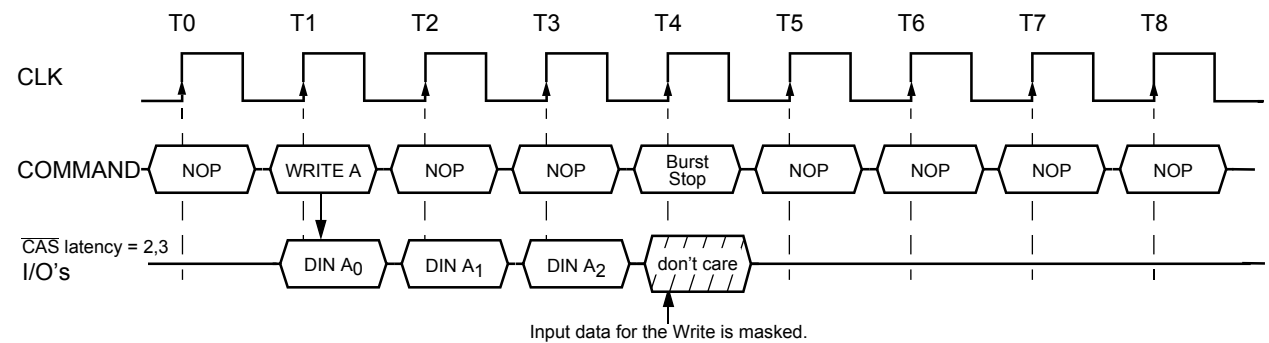 T0 T1 T2 T3 T4 T5 T6 T7 T8
CLK
COMMAND NOP WRITE A NOP NOP Burst Stop NOP NOP NOP NOP
CAS latency = 2,3
I/O's DIN A0 DIN A1 DIN A2 don't care
Input data for the Write is masked.